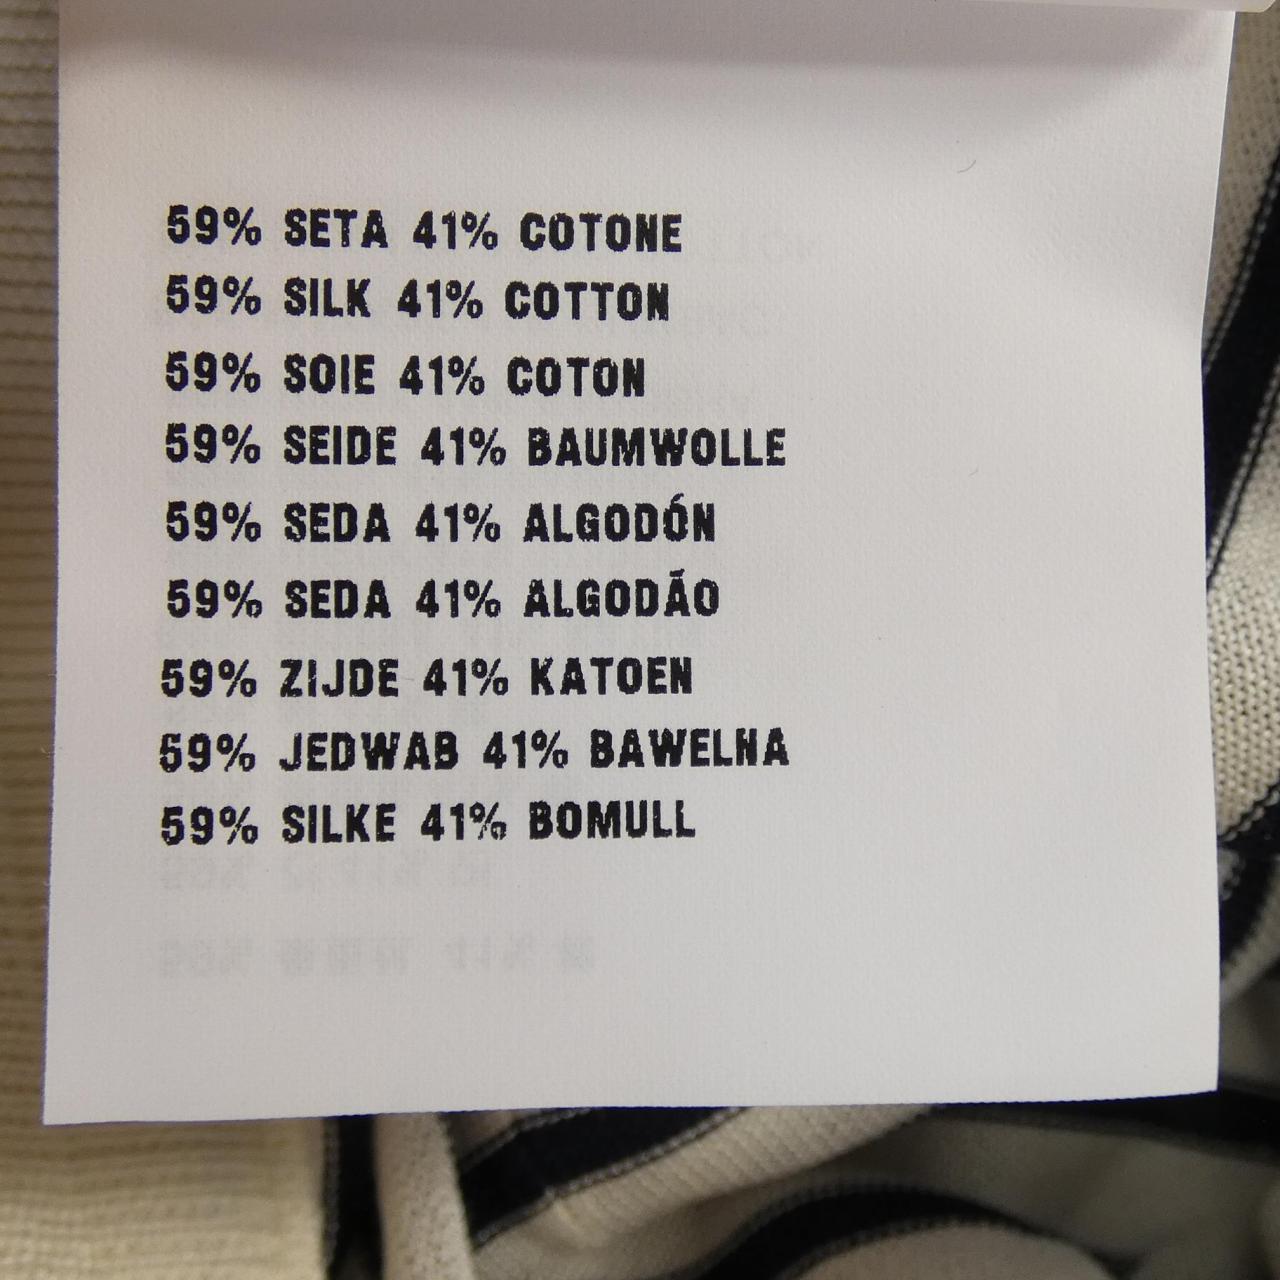 59% SETA 41% COTONE
59% SILK 41% COTTON
59% SOIE 41% COTON
59% SEIDE 41% BAUMWOLLE
59% SEDA 41% ALGODÓN
59% SEDA 41% ALGODÃO
59% ZIJDE 41% KATOEN
59% JEDWAB 41% BAWELNA
59% SILKE 41% BOMULL